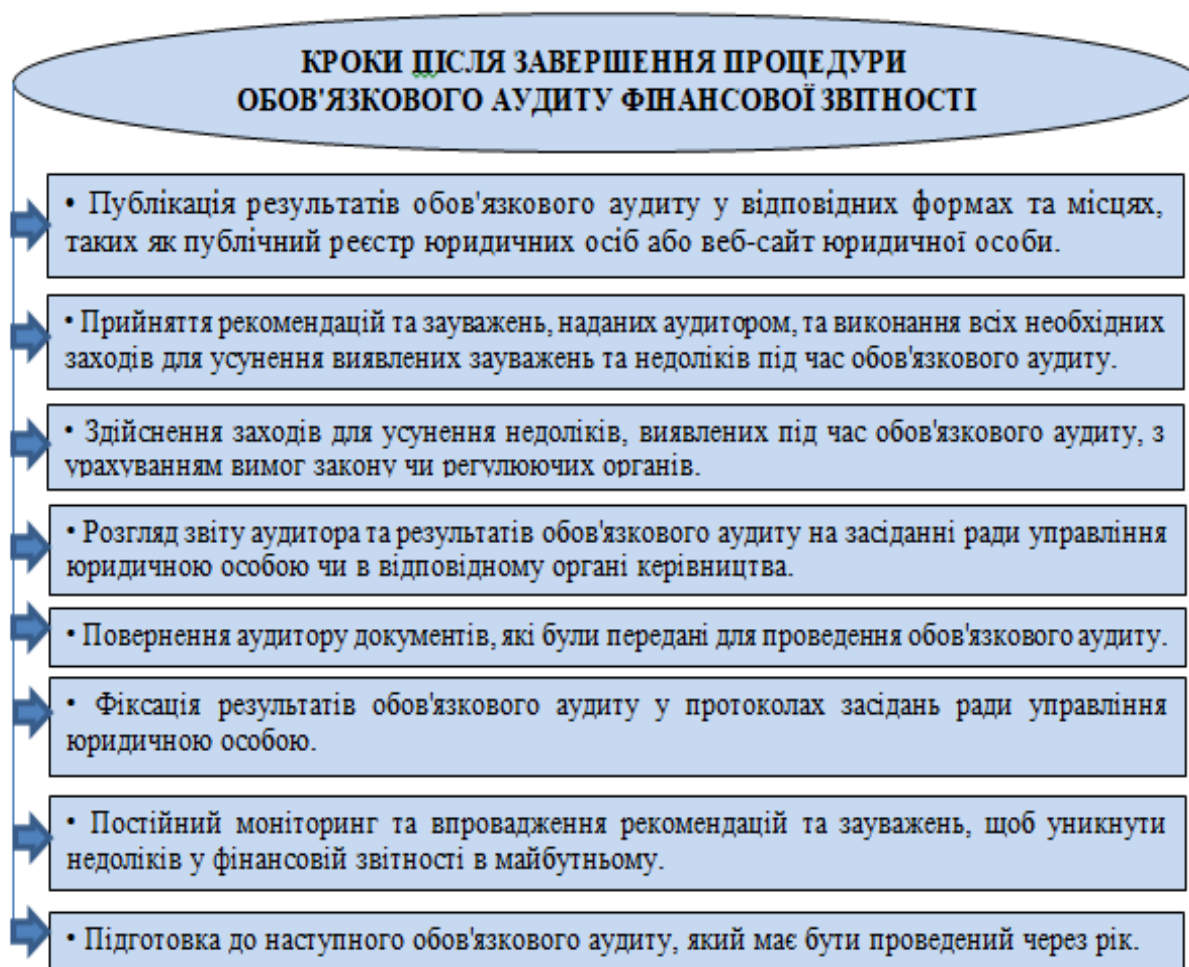 КРОКИ ПІСЛЯ ЗАВЕРШЕННЯ ПРОЦЕДУРИ
ОБОВ'ЯЗКОВОГО АУДИТУ ФІНАНСОВОЇ ЗВІТНОСТІ
• Публікація результатів обов'язкового аудиту у відповідних формах та місцях,
таких як публічний реєстр юридичних осіб або веб-сайт юридичної особи.
• Прийняття рекомендацій та зауважень, наданих аудитором, та виконання всіх необхідних
заходів для усунення виявлених зауважень та недоліків під час обов'язкового аудиту.
• Здійснення заходів для усунення недоліків, виявлених під час обов'язкового аудиту, з
урахуванням вимог закону чи регулюючих органів.
• Розгляд звіту аудитора та результатів обов'язкового аудиту на засіданні ради управління
юридичною особою чи в відповідному органі керівництва.
• Повернення аудитору документів, які були передані для проведення обов'язкового аудиту.
• Фіксація результатів обов'язкового аудиту у протоколах засідань ради управління
юридичною особою.
• Постійний моніторинг та впровадження рекомендацій та зауважень, щоб уникнути
недоліків у фінансовій звітності в майбутньому.
• Підготовка до наступного обов'язкового аудиту, який має бути проведений через рік.